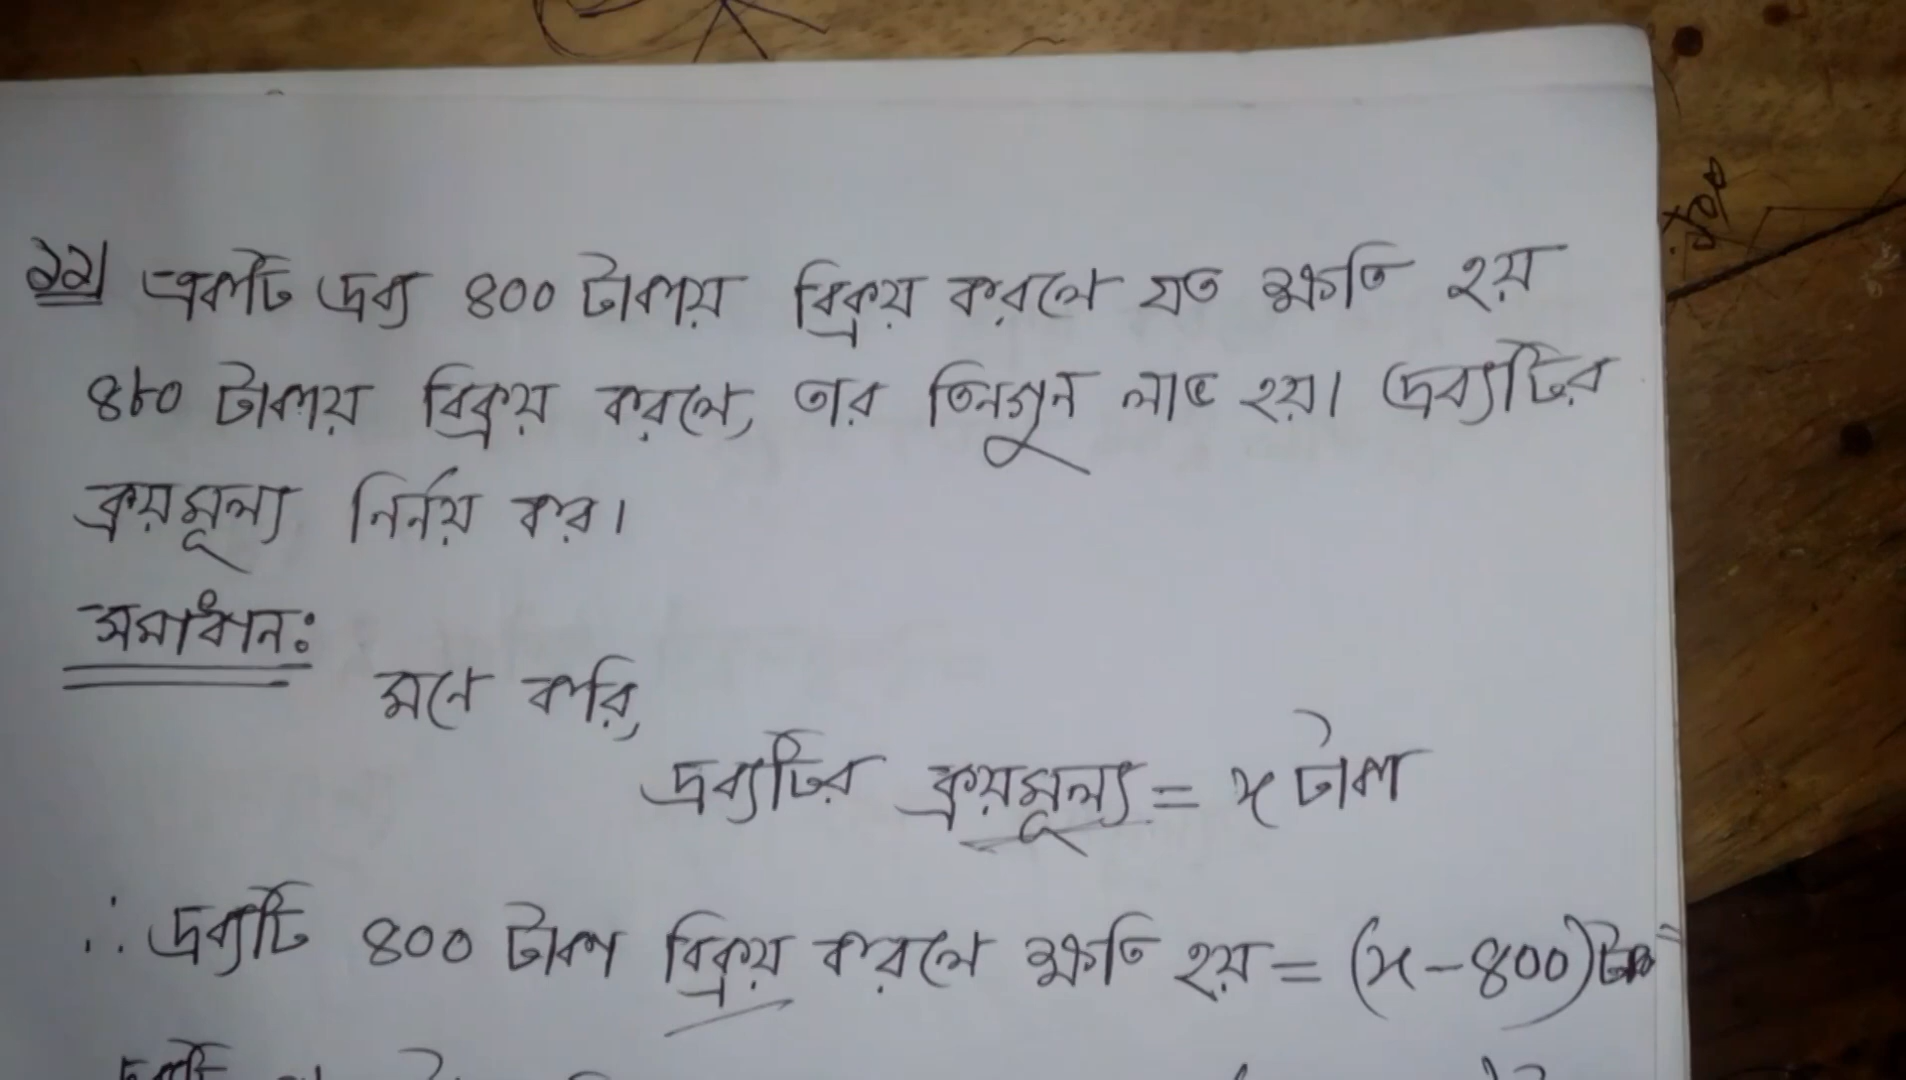 ১১। একটি দ্রব্য ৪০০ টাকায় বিক্রয় করলে যত ক্ষতি হয়
৪৮০ টাকায় বিক্রয় করলে, তার তিনগুন লাভ হয়। দ্রব্যটির
ক্রয়মূল্য নির্নয় কর।
সমাধানঃ
মনে করি,
দ্রব্যটির ক্রয়মূল্য = x টাকা
∴ দ্রব্যটি ৪০০ টাকা বিক্রয় করলে ক্ষতি হয় = (x - ৪০০) টাকা